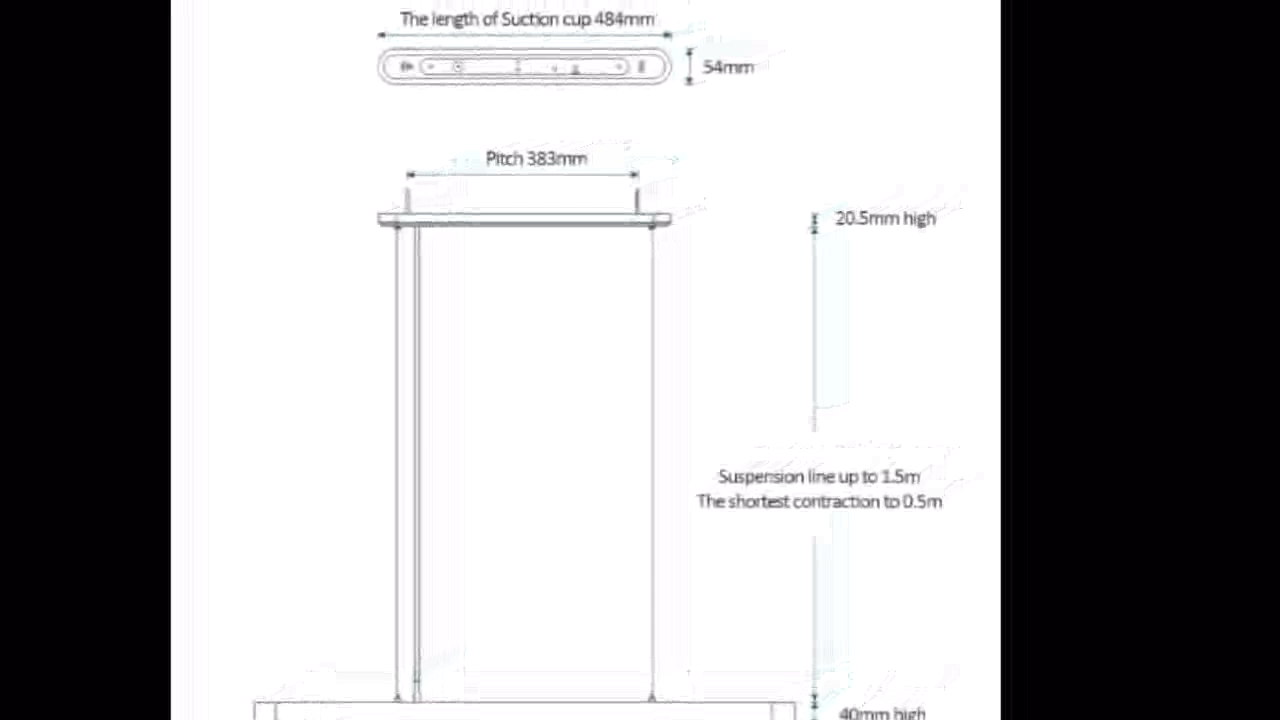 The length of Suction cup 484mm
54mm
Pitch 383mm
20.5mm high
Suspension line up to 1.5m
The shortest contraction to 0.5m
40mm high